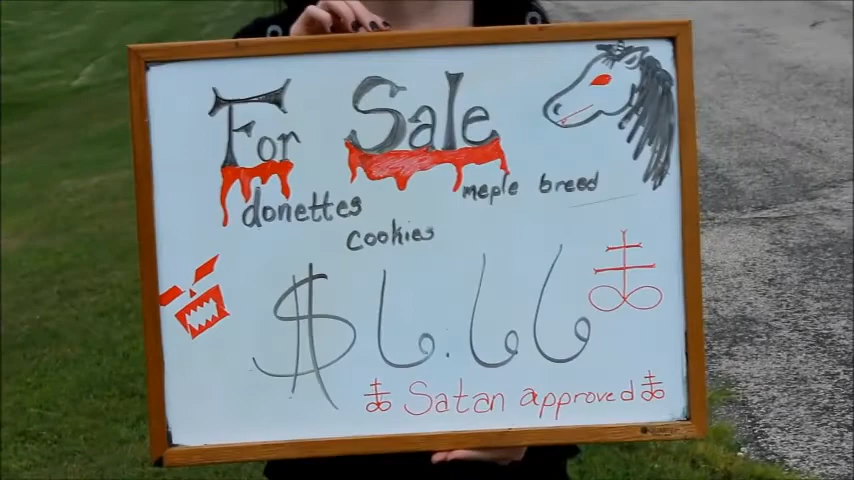 For Sale
donettes meple breed
cookies
$6.66
Satan approved